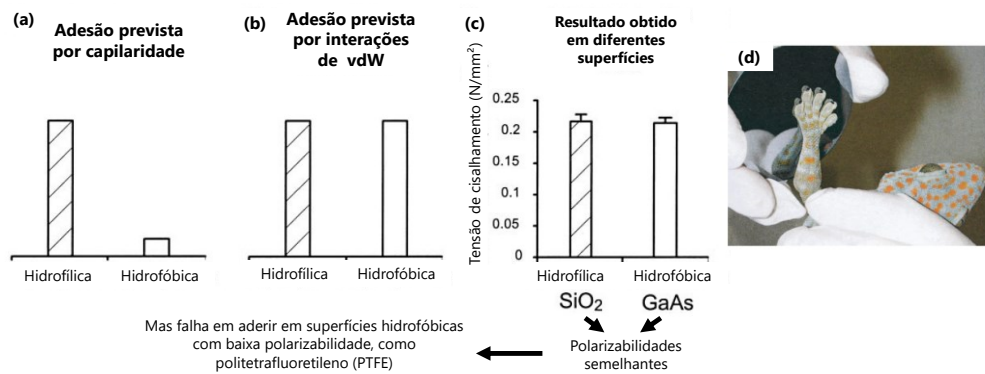 (a)
Adesão prevista
por capilaridade
Hidrofílica
Hidrofóbica
(b)
Adesão prevista
por interações
de vdW
Hidrofílica
Hidrofóbica
(c)
Resultado obtido
em diferentes
superfícies
Tensão de cisalhamento (N/mm²)
0.25
0.2
0.15
0.1
0.05
0
Hidrofílica
Hidrofóbica
SiO₂
GaAs
Polarizabilidades
semelhantes
Mas falha em aderir em superfícies hidrofóbicas
com baixa polarizabilidade, como
politetrafluoretileno (PTFE)
(d)